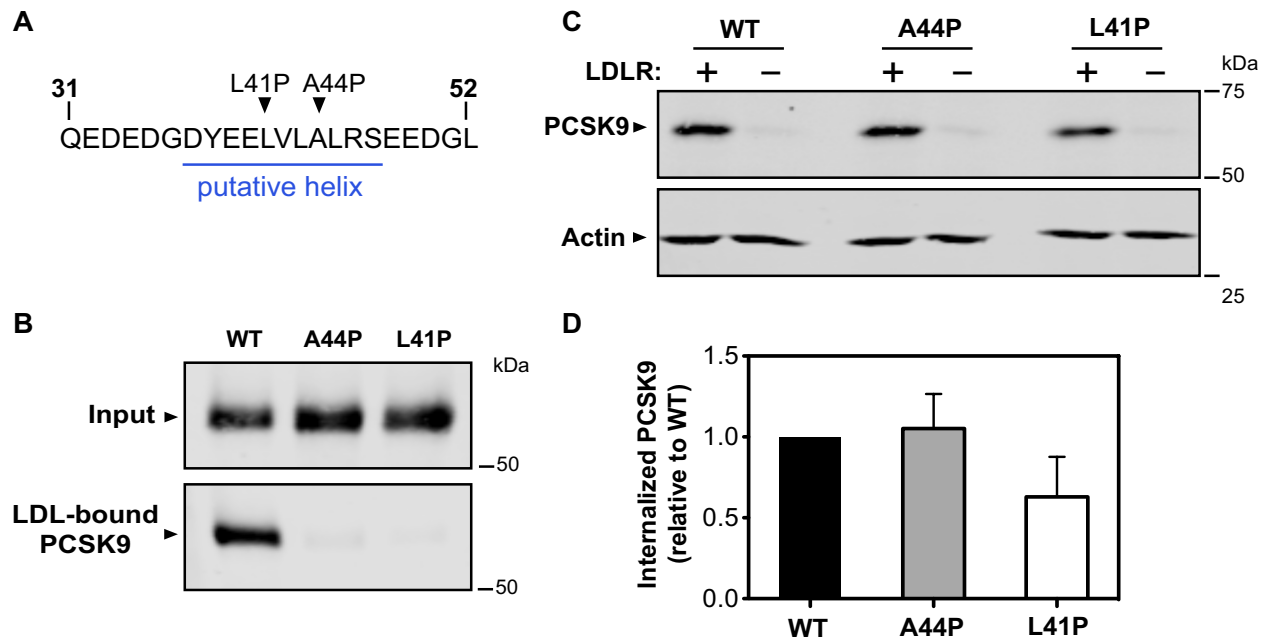 A
L41P A44P
31 52
QEDEDGDYEELVLALRSEEDGL
putative helix
B
WT A44P L41P
kDa
Input
50
LDL-bound
PCSK9
50
C
WT A44P L41P
LDLR: + − + − + −
kDa
75
PCSK9
50
Actin
25
D
Internalized PCSK9
(relative to WT)
1.5
1.0
0.5
0.0
WT A44P L41P